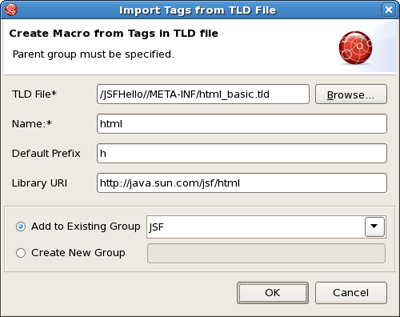 Import Tags from TLD File
Create Macro from Tags in TLD file
Parent group must be specified.
TLD File* /JSFHello//META-INF/html_basic.tld Browse...
Name:* html
Default Prefix h
Library URI http://java.sun.com/jsf/html
Add to Existing Group JSF
Create New Group
OK Cancel